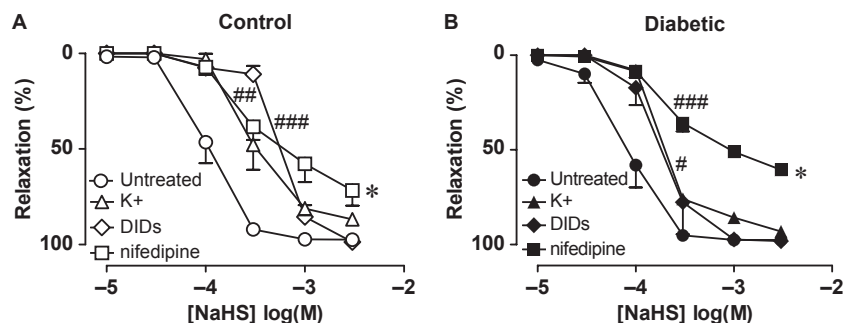 A
Control
0
50
100
Relaxation (%)
##
###
*
Untreated
K+
DIDs
nifedipine
–5
–4
–3
–2
[NaHS] log(M)
B
Diabetic
0
50
100
Relaxation (%)
###
#
*
Untreated
K+
DIDs
nifedipine
–5
–4
–3
–2
[NaHS] log(M)